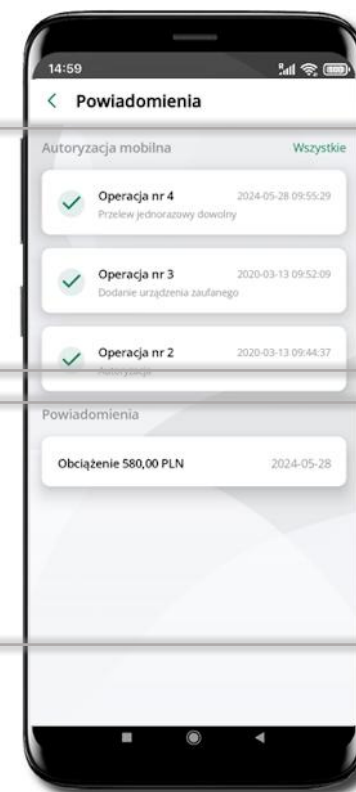 14:59
Powiadomienia
Autoryzacja mobilna Wszystkie
Operacja nr 4 2024-05-28 09:55:29
Przelew jednorazowy dowolny
Operacja nr 3 2020-03-13 09:52:09
Dodanie urządzenia zaufanego
Operacja nr 2 2020-03-13 09:44:37
Autoryzacja
Powiadomienia
Obciążenie 580,00 PLN 2024-05-28